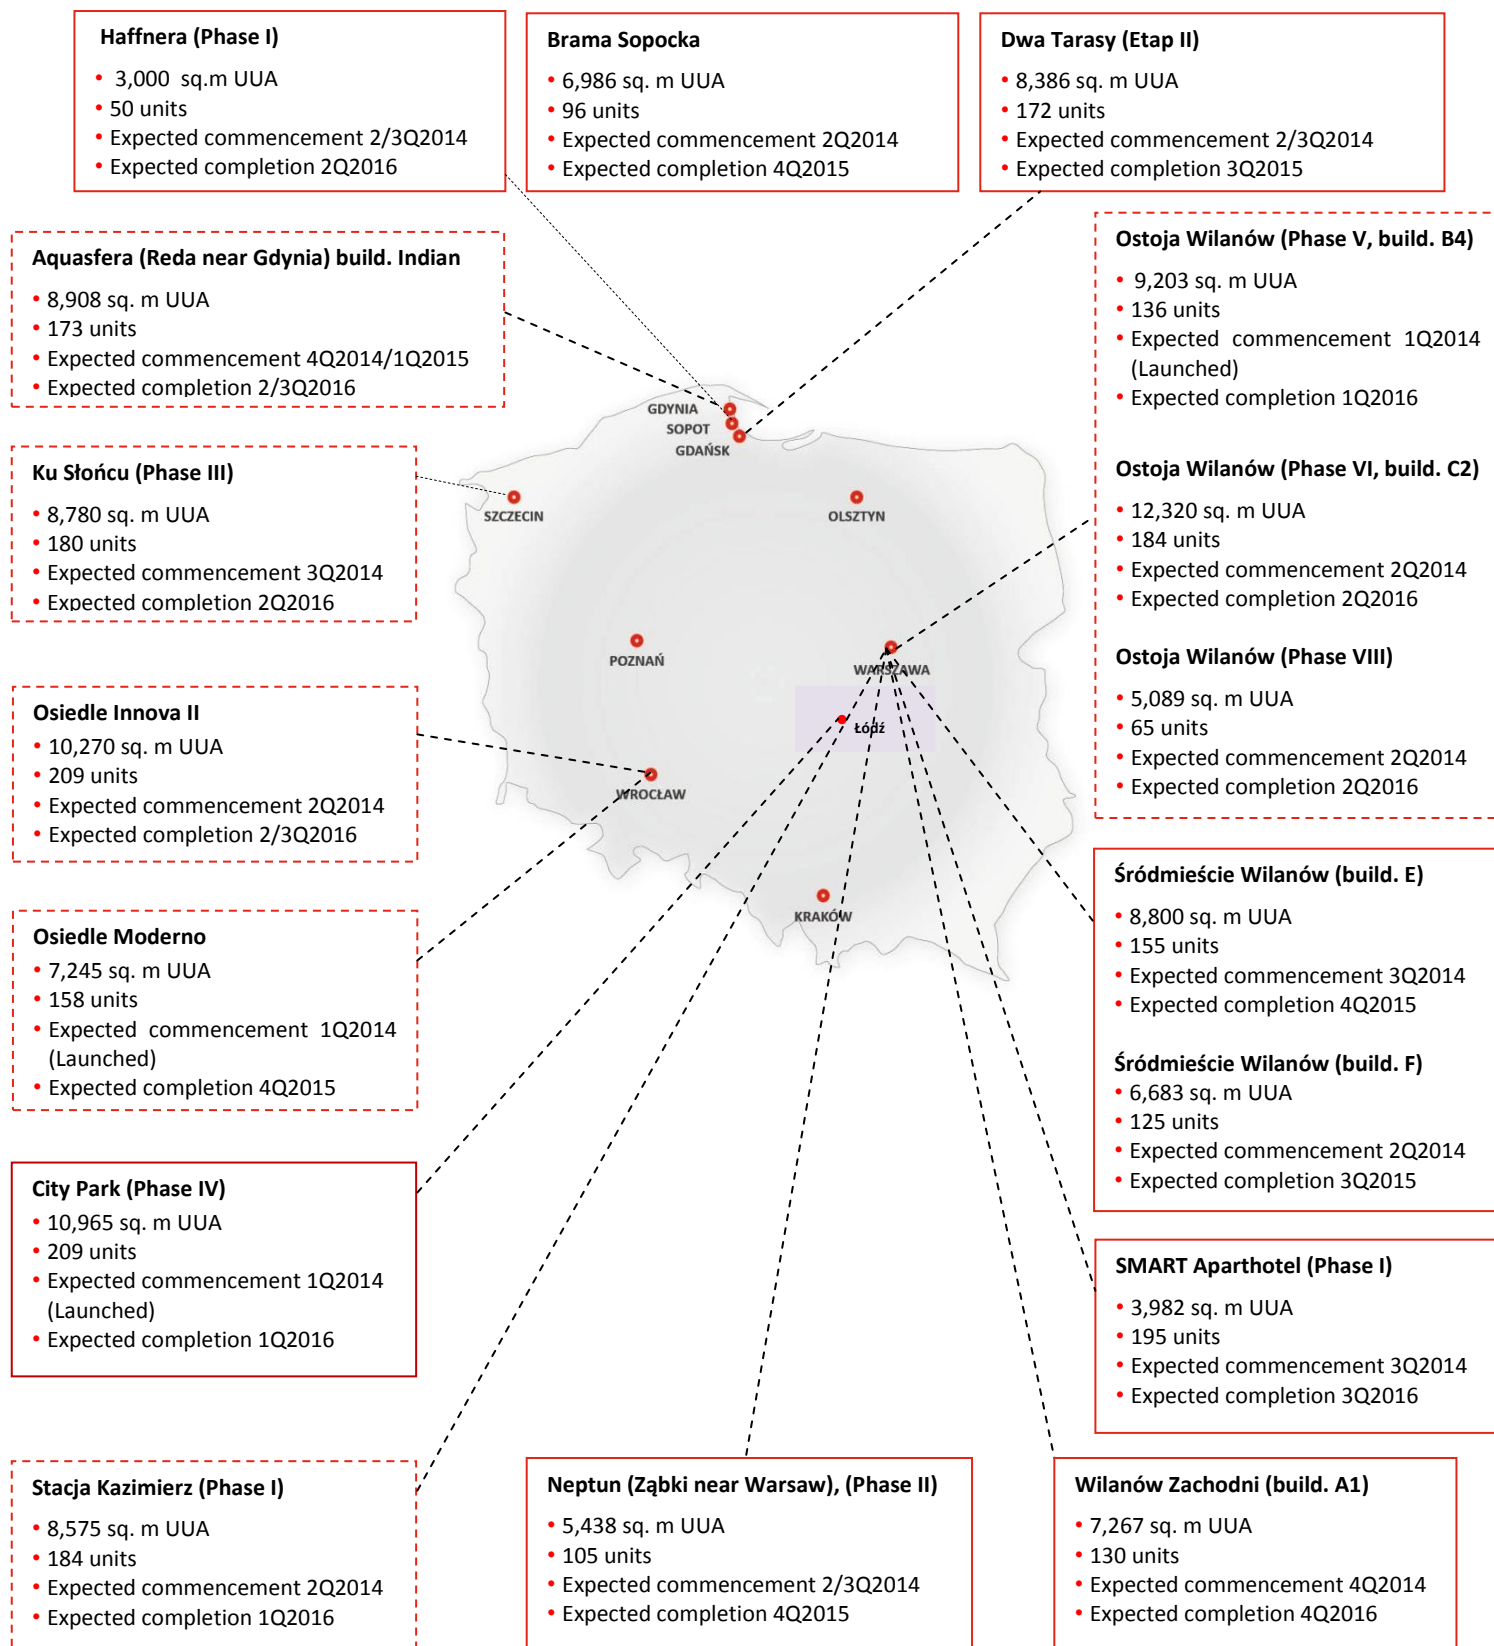 Haffnera (Phase I)
• 3,000 sq.m UUA
• 50 units
• Expected commencement 2/3Q2014
• Expected completion 2Q2016
Brama Sopocka
• 6,986 sq. m UUA
• 96 units
• Expected commencement 2Q2014
• Expected completion 4Q2015
Dwa Tarasy (Etap II)
• 8,386 sq. m UUA
• 172 units
• Expected commencement 2/3Q2014
• Expected completion 3Q2015
Aquasfera (Reda near Gdynia) build. Indian
• 8,908 sq. m UUA
• 173 units
• Expected commencement 4Q2014/1Q2015
• Expected completion 2/3Q2016
Ostoja Wilanów (Phase V, build. B4)
• 9,203 sq. m UUA
• 136 units
• Expected commencement 1Q2014
(Launched)
• Expected completion 1Q2016
Ostoja Wilanów (Phase VI, build. C2)
• 12,320 sq. m UUA
• 184 units
• Expected commencement 2Q2014
• Expected completion 2Q2016
Ostoja Wilanów (Phase VIII)
• 5,089 sq. m UUA
• 65 units
• Expected commencement 2Q2014
• Expected completion 2Q2016
GDYNIA
SOPOT
GDAŃSK
SZCZECIN
OLSZTYN
POZNAŃ
WARSZAWA
Łódź
WROCŁAW
KRAKÓW
Ku Słońcu (Phase III)
• 8,780 sq. m UUA
• 180 units
• Expected commencement 3Q2014
• Expected completion 2Q2016
Osiedle Innova II
• 10,270 sq. m UUA
• 209 units
• Expected commencement 2Q2014
• Expected completion 2/3Q2016
Osiedle Moderno
• 7,245 sq. m UUA
• 158 units
• Expected commencement 1Q2014
(Launched)
• Expected completion 4Q2015
Śródmieście Wilanów (build. E)
• 8,800 sq. m UUA
• 155 units
• Expected commencement 3Q2014
• Expected completion 4Q2015
Śródmieście Wilanów (build. F)
• 6,683 sq. m UUA
• 125 units
• Expected commencement 2Q2014
• Expected completion 3Q2015
City Park (Phase IV)
• 10,965 sq. m UUA
• 209 units
• Expected commencement 1Q2014
(Launched)
• Expected completion 1Q2016
SMART Aparthotel (Phase I)
• 3,982 sq. m UUA
• 195 units
• Expected commencement 3Q2014
• Expected completion 3Q2016
Stacja Kazimierz (Phase I)
• 8,575 sq. m UUA
• 184 units
• Expected commencement 2Q2014
• Expected completion 1Q2016
Neptun (Ząbki near Warsaw), (Phase II)
• 5,438 sq. m UUA
• 105 units
• Expected commencement 2/3Q2014
• Expected completion 4Q2015
Wilanów Zachodni (build. A1)
• 7,267 sq. m UUA
• 130 units
• Expected commencement 4Q2014
• Expected completion 4Q2016